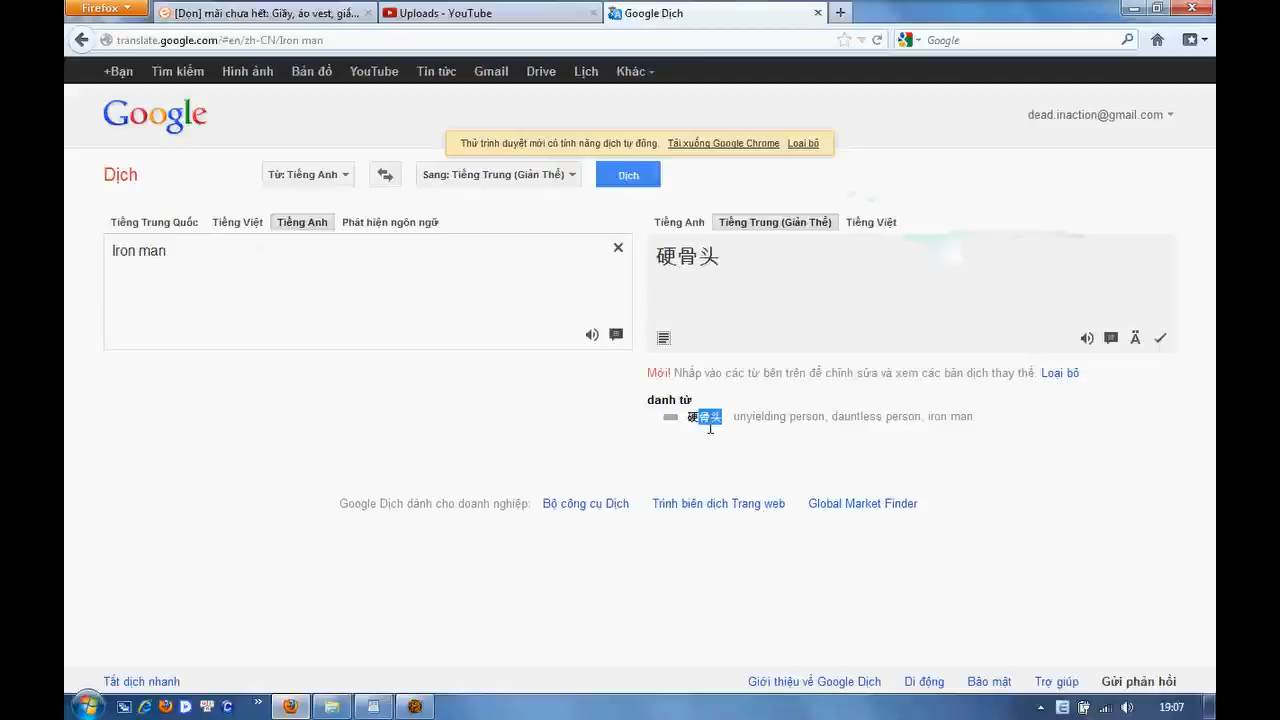 Firefox
[Dọn] mãi chưa hết: Giầy, áo vest, giấ...
Uploads - YouTube
Google Dịch
translate.google.com/#en/zh-CN/Iron man
Google
+Bạn Tìm kiếm Hình ảnh Bản đồ YouTube Tin tức Gmail Drive Lịch Khác
Google
dead.inaction@gmail.com
Thử trình duyệt mới có tính năng dịch tự động. Tải xuống Google Chrome Loại bỏ
Dịch
Từ: Tiếng Anh
Sang: Tiếng Trung (Giản Thể)
Dịch
Tiếng Trung Quốc Tiếng Việt Tiếng Anh Phát hiện ngôn ngữ
Tiếng Anh Tiếng Trung (Giản Thể) Tiếng Việt
Iron man
硬骨头
Ä
Mới! Nhấp vào các từ bên trên để chỉnh sửa và xem các bản dịch thay thế. Loại bỏ
danh từ
硬骨头 unyielding person, dauntless person, iron man
Google Dịch dành cho doanh nghiệp: Bộ công cụ Dịch Trình biên dịch Trang web Global Market Finder
Tắt dịch nhanh
Giới thiệu về Google Dịch Di động Bảo mật Trợ giúp Gửi phản hồi
19:07